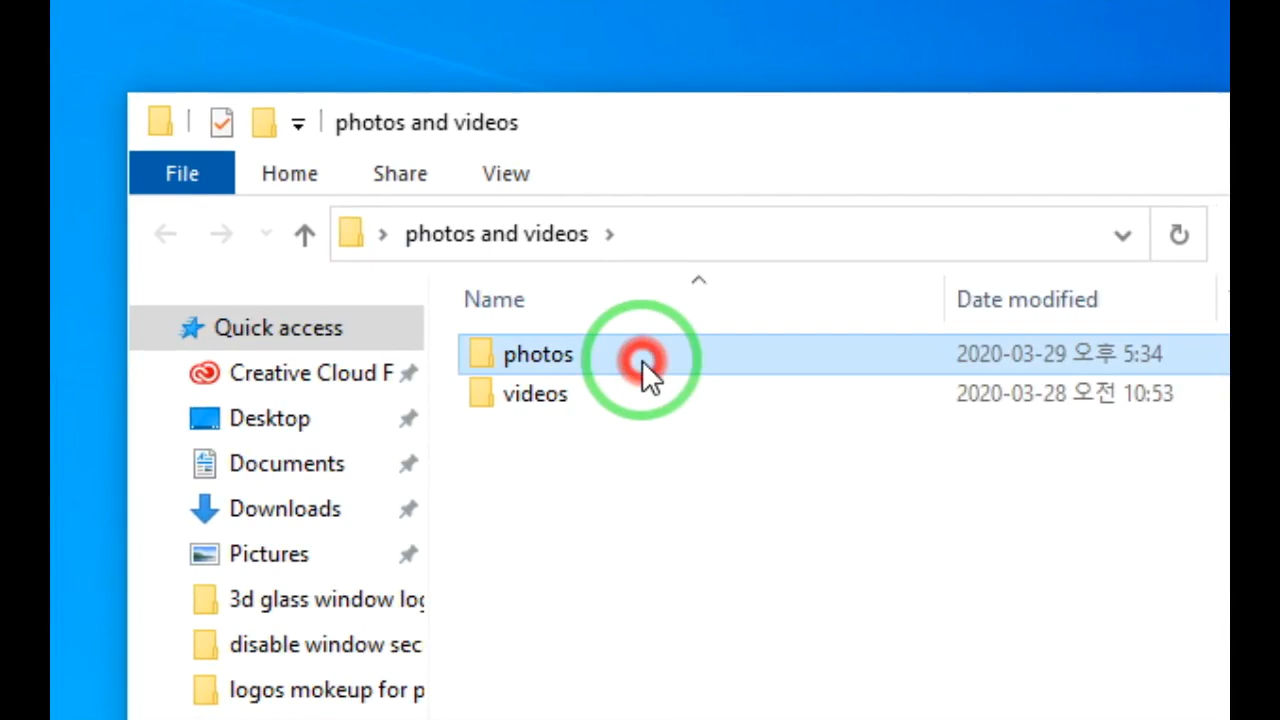 photos and videos
File Home Share View
photos and videos
Name Date modified
Quick access
photos 2020-03-29 오후 5:34
Creative Cloud F
videos 2020-03-28 오전 10:53
Desktop
Documents
Downloads
Pictures
3d glass window log
disable window sec
logos mokeup for p